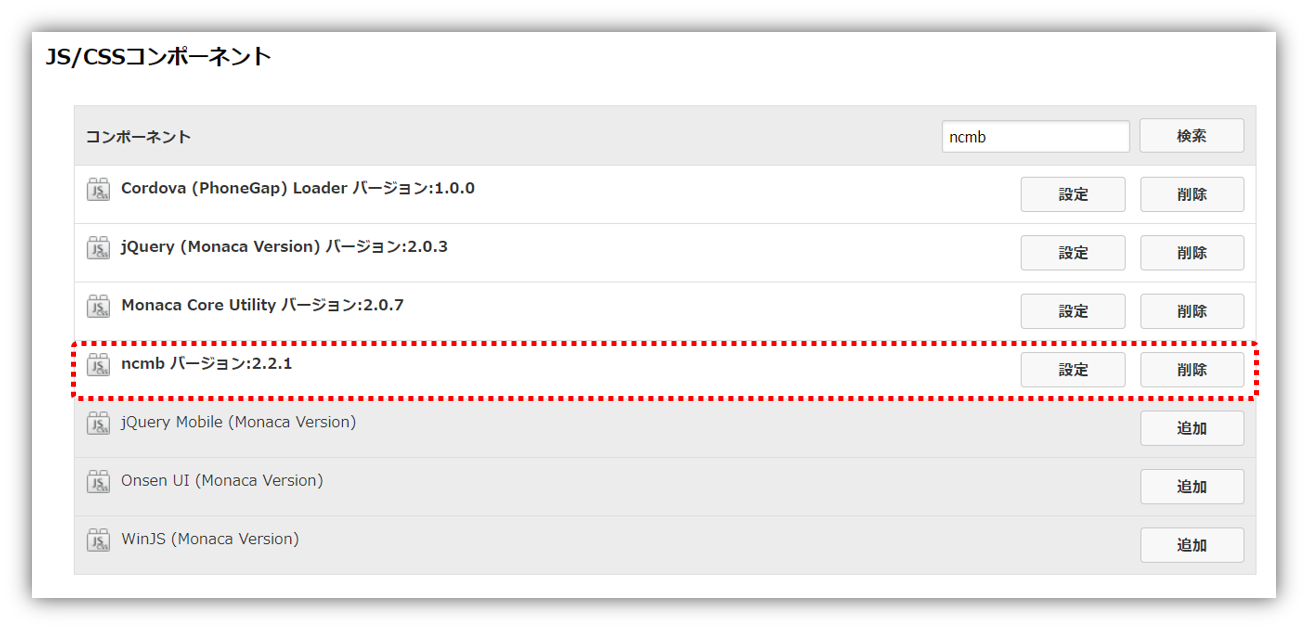 JS/CSSコンポーネント
コンポーネント ncmb 検索
Cordova (PhoneGap) Loader バージョン:1.0.0 設定 削除
jQuery (Monaca Version) バージョン:2.0.3 設定 削除
Monaca Core Utility バージョン:2.0.7 設定 削除
ncmb バージョン:2.2.1 設定 削除
jQuery Mobile (Monaca Version) 追加
Onsen UI (Monaca Version) 追加
WinJS (Monaca Version) 追加